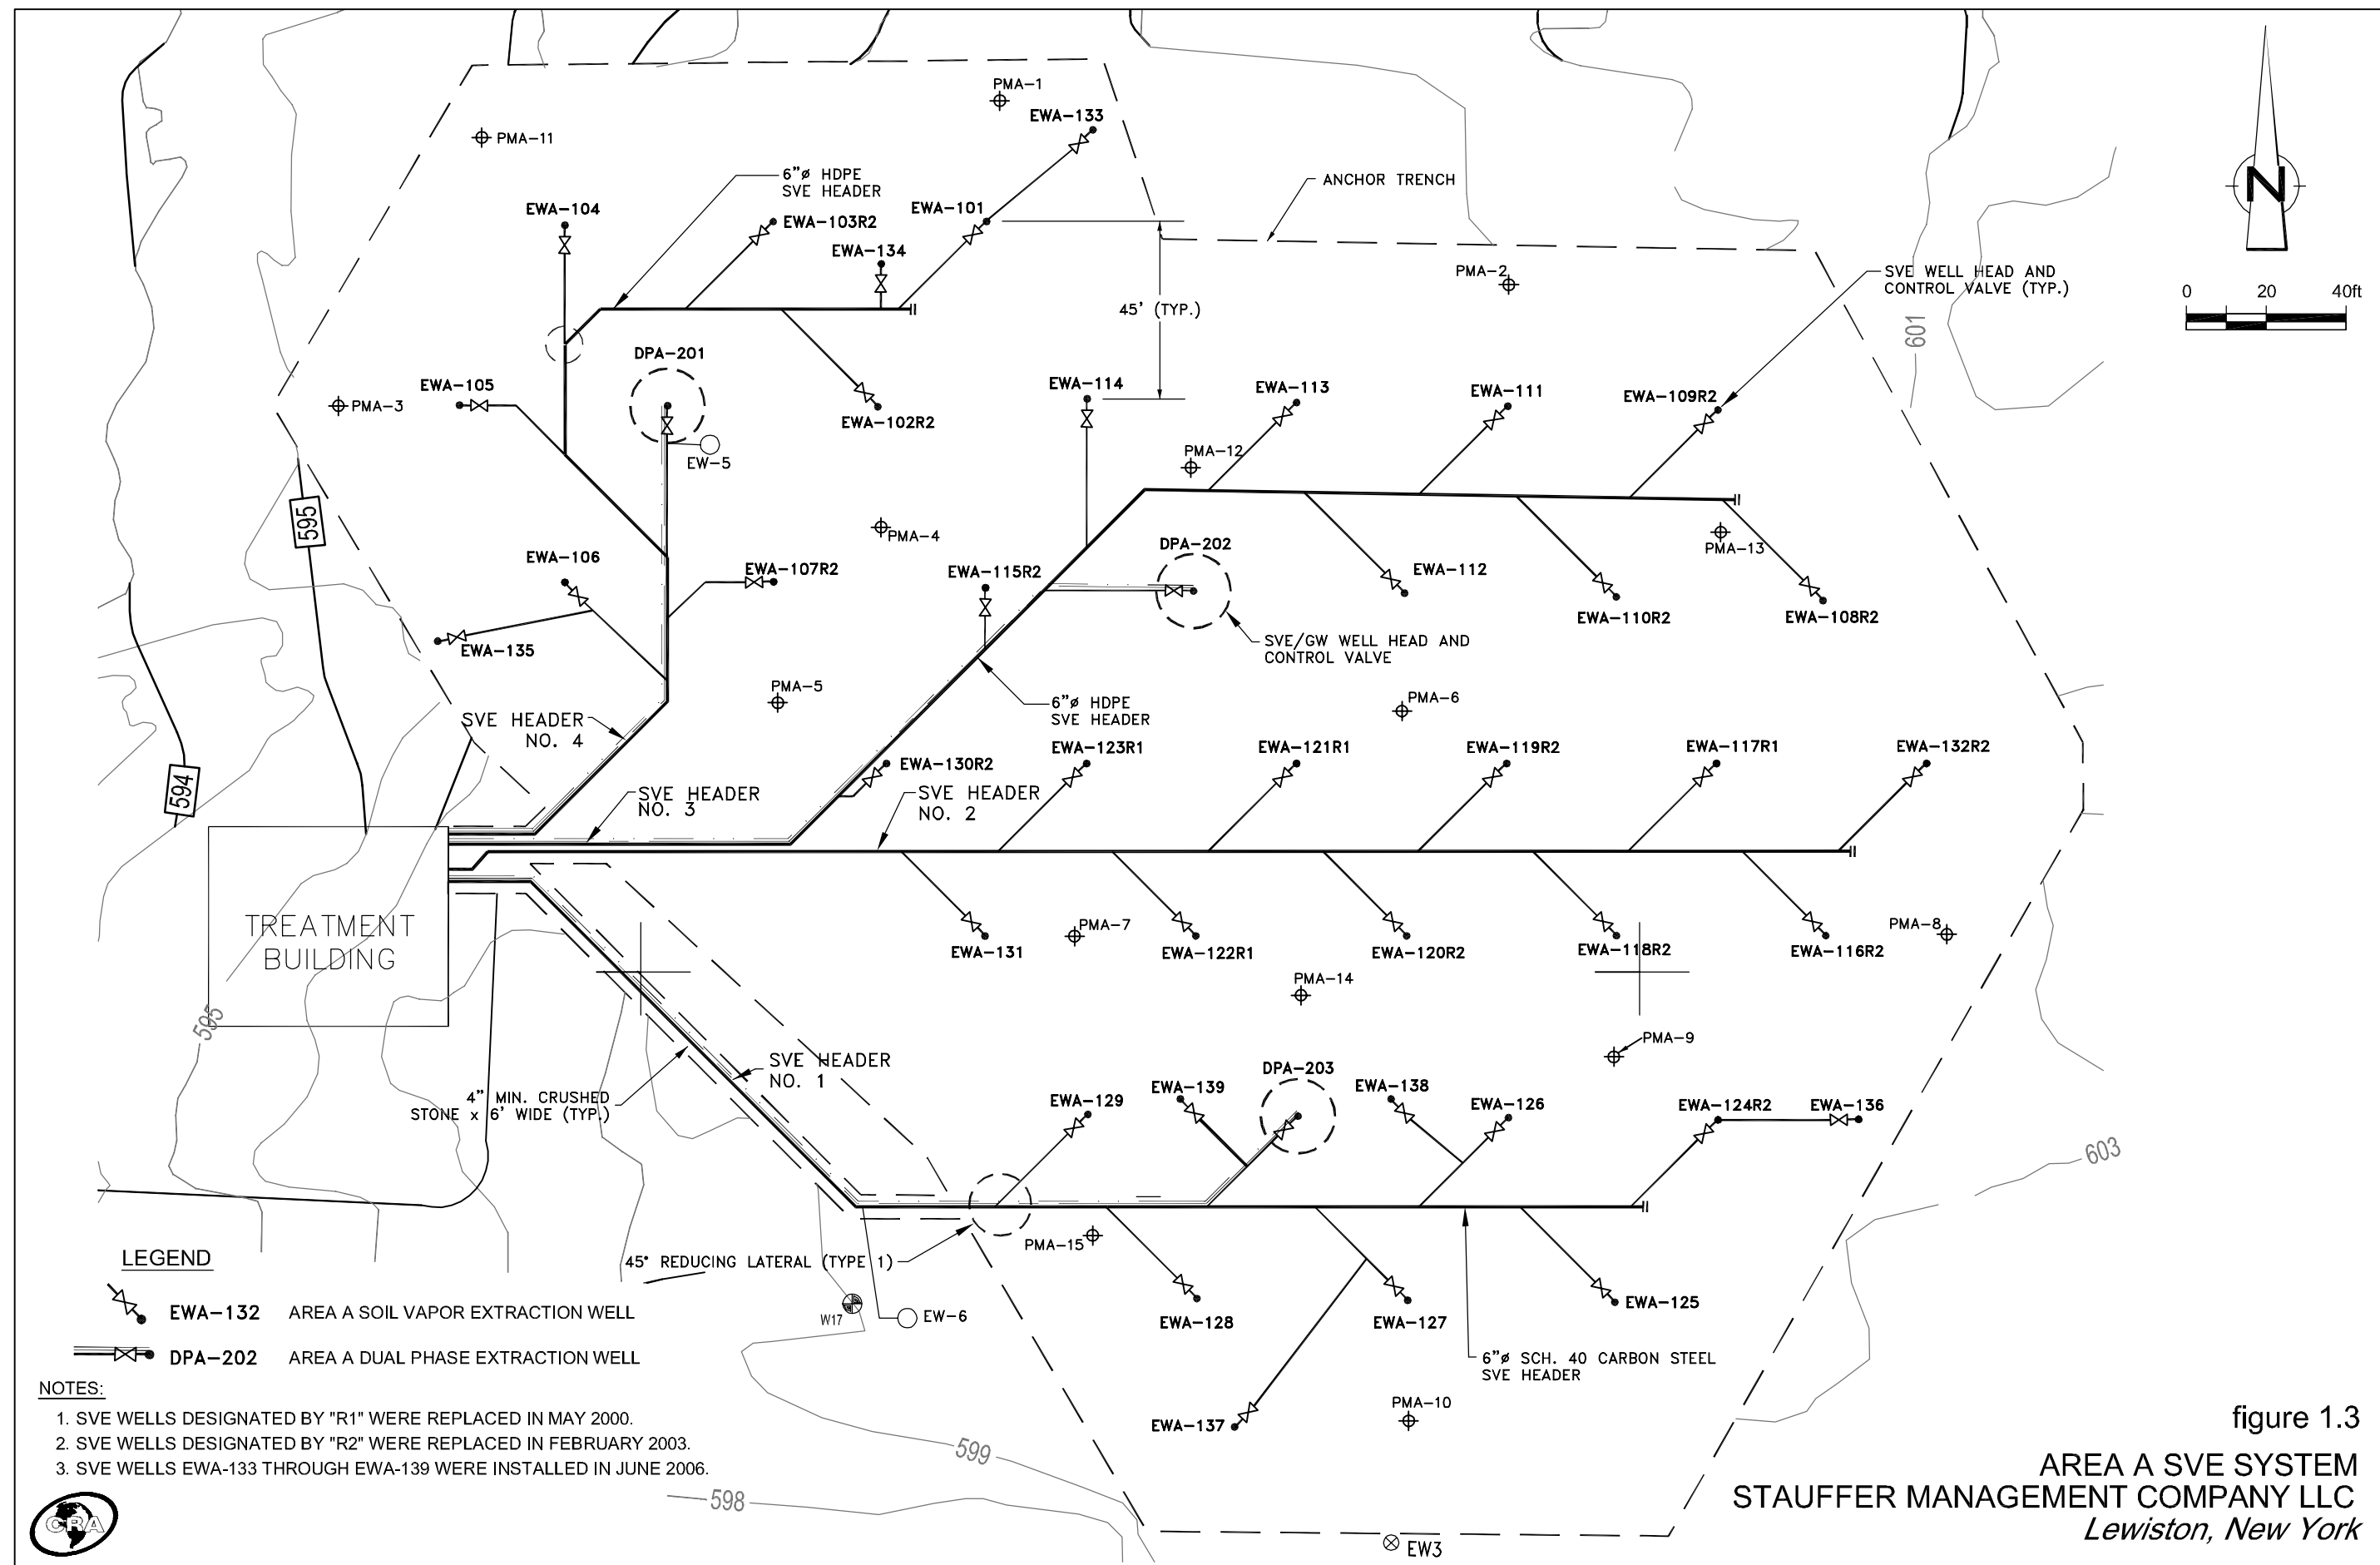 PMA-1
EWA-133
PMA-11
6"ø HDPE
SVE HEADER
ANCHOR TRENCH
EWA-104
EWA-103R2
EWA-101
EWA-134
N
PMA-2
SVE WELL HEAD AND
CONTROL VALVE (TYP.)
0 20 40ft
45' (TYP.)
601
DPA-201
EWA-105
PMA-3
EWA-114
EWA-113
EWA-111
EWA-109R2
EWA-102R2
EW-5
PMA-12
595
PMA-4
DPA-202
PMA-13
EWA-106
EWA-107R2
EWA-115R2
EWA-112
EWA-110R2
EWA-108R2
EWA-135
SVE/GW WELL HEAD AND
CONTROL VALVE
PMA-5
6"ø HDPE
SVE HEADER
PMA-6
SVE HEADER
NO. 4
EWA-123R1
EWA-121R1
EWA-119R2
EWA-117R1
EWA-132R2
EWA-130R2
594
SVE HEADER
NO. 3
SVE HEADER
NO. 2
TREATMENT
BUILDING
PMA-7
PMA-8
EWA-131
EWA-122R1
EWA-120R2
EWA-118R2
EWA-116R2
PMA-14
595
PMA-9
SVE HEADER
NO. 1
4" MIN. CRUSHED
STONE x 6' WIDE (TYP.)
EWA-129
EWA-139
DPA-203
EWA-138
EWA-126
EWA-124R2
EWA-136
603
PMA-15
45° REDUCING LATERAL (TYPE 1)
W17
EW-6
EWA-128
EWA-127
EWA-125
6"ø SCH. 40 CARBON STEEL
SVE HEADER
PMA-10
EWA-137
599
598
EW3
LEGEND
EWA-132 AREA A SOIL VAPOR EXTRACTION WELL
DPA-202 AREA A DUAL PHASE EXTRACTION WELL
NOTES:
1. SVE WELLS DESIGNATED BY "R1" WERE REPLACED IN MAY 2000.
2. SVE WELLS DESIGNATED BY "R2" WERE REPLACED IN FEBRUARY 2003.
3. SVE WELLS EWA-133 THROUGH EWA-139 WERE INSTALLED IN JUNE 2006.
CRA
figure 1.3
AREA A SVE SYSTEM
STAUFFER MANAGEMENT COMPANY LLC
Lewiston, New York